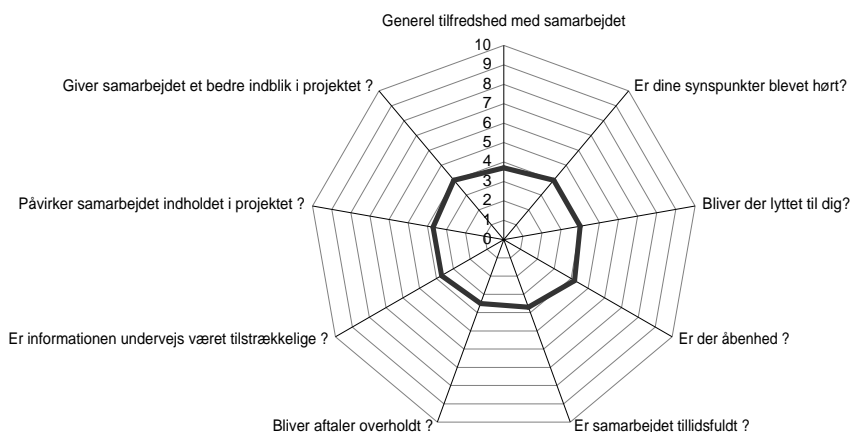 Generel tilfredshed med samarbejdet
10
9
8
7
6
5
4
3
2
1
0
Giver samarbejdet et bedre indblik i projektet ?
Er dine synspunkter blevet hørt?
Påvirker samarbejdet indholdet i projektet ?
Bliver der lyttet til dig?
Er informationen undervejs været tilstrækkelige ?
Er der åbenhed ?
Bliver aftaler overholdt ?
Er samarbejdet tillidsfuldt ?